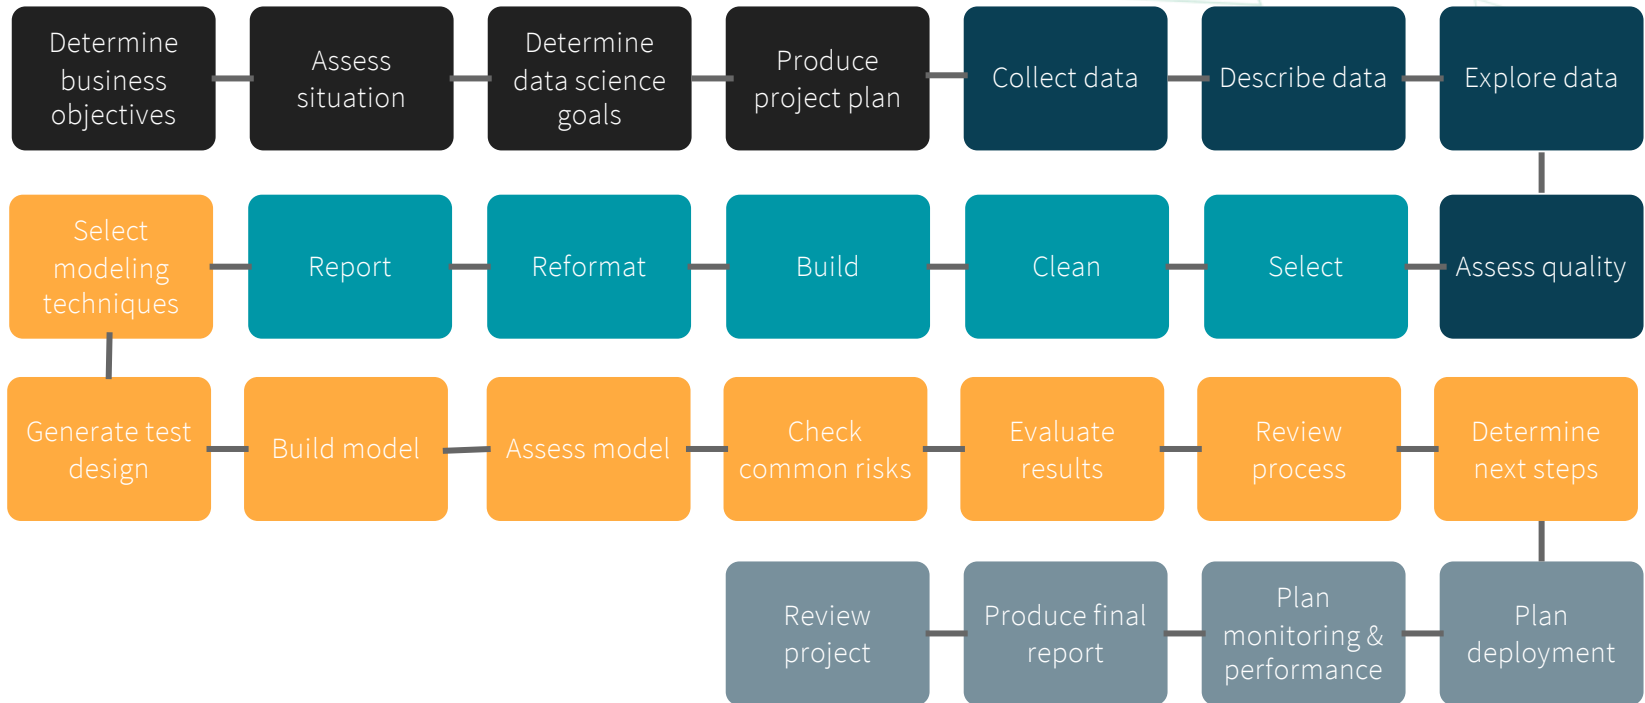 Determine
business
objectives
Assess
situation
Determine
data science
goals
Produce
project plan
Collect data
Describe data
Explore data
Select
modeling
techniques
Report
Reformat
Build
Clean
Select
Assess quality
Generate test
design
Build model
Assess model
Check
common risks
Evaluate
results
Review
process
Determine
next steps
Review
project
Produce final
report
Plan
monitoring &
performance
Plan
deployment